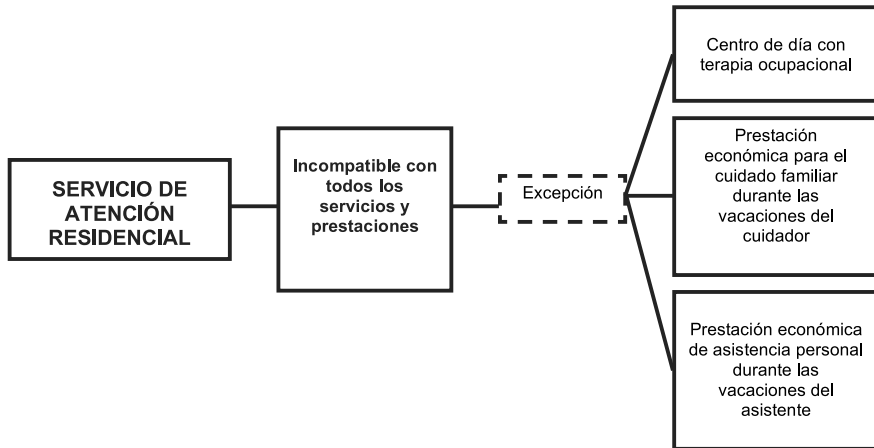 SERVICIO DE
ATENCIÓN
RESIDENCIAL
Incompatible con
todos los
servicios y
prestaciones
Excepción
Centro de día con
terapia ocupacional
Prestación
económica para el
cuidado familiar
durante las
vacaciones del
cuidador
Prestación económica
de asistencia personal
durante las
vacaciones del
asistente